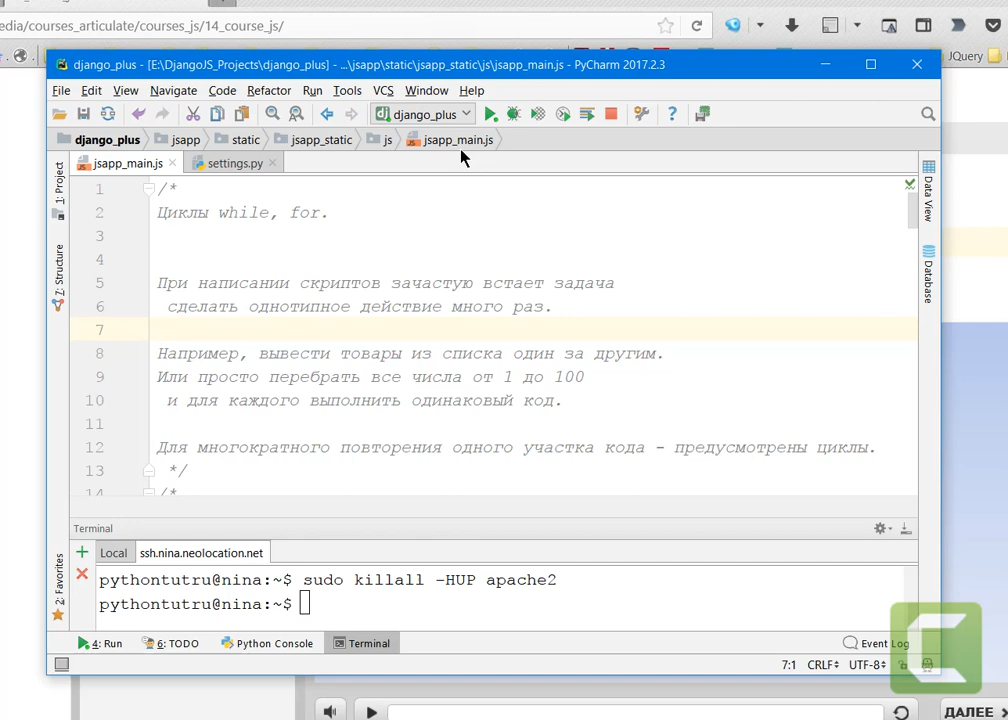 edia/courses_articulate/courses_js/14_course_js/
JQuery
django_plus - [E:\DjangoJS_Projects\django_plus] - ...\jsapp\static\jsapp_static\js\jsapp_main.js - PyCharm 2017.2.3
File Edit View Navigate Code Refactor Run Tools VCS Window Help
django_plus
django_plus jsapp static jsapp_static js jsapp_main.js
jsapp_main.js settings.py
1: Project
7: Structure
2: Favorites
Data View
Database
1 /*
2 Циклы while, for.
3
4
5 При написании скриптов зачастую встает задача
6 сделать однотипное действие много раз.
7
8 Например, вывести товары из списка один за другим.
9 Или просто перебрать все числа от 1 до 100
10 и для каждого выполнить одинаковый код.
11
12 Для многократного повторения одного участка кода - предусмотрены циклы.
13 */
14 /*
Terminal
Local ssh.nina.neolocation.net
pythontutru@nina:~$ sudo killall -HUP apache2
pythontutru@nina:~$
4: Run 6: TODO Python Console Terminal Event Log
7:1 CRLF UTF-8
ДАЛЕЕ